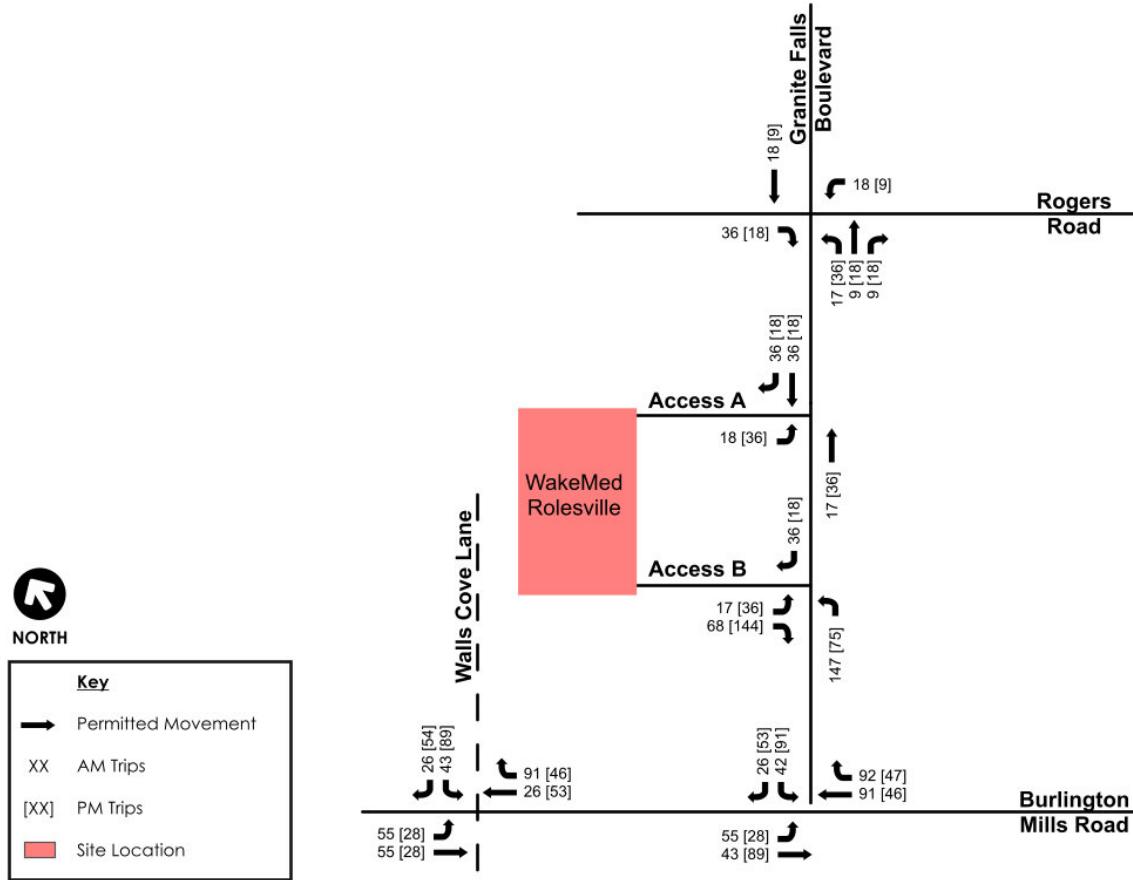 Granite Falls
Boulevard
18 [9]
18 [9]
Rogers
Road
36 [18]
17 [36]
9 [18]
9 [18]
36 [18]
36 [18]
Access A
18 [36]
17 [36]
WakeMed
Rolesville
36 [18]
Access B
17 [36]
68 [144]
147 [75]
Walls Cove Lane
NORTH
Key
Permitted Movement
XX AM Trips
[XX] PM Trips
Site Location
26 [54]
43 [89]
91 [46]
26 [53]
26 [53]
42 [91]
92 [47]
91 [46]
Burlington
Mills Road
55 [28]
55 [28]
55 [28]
43 [89]